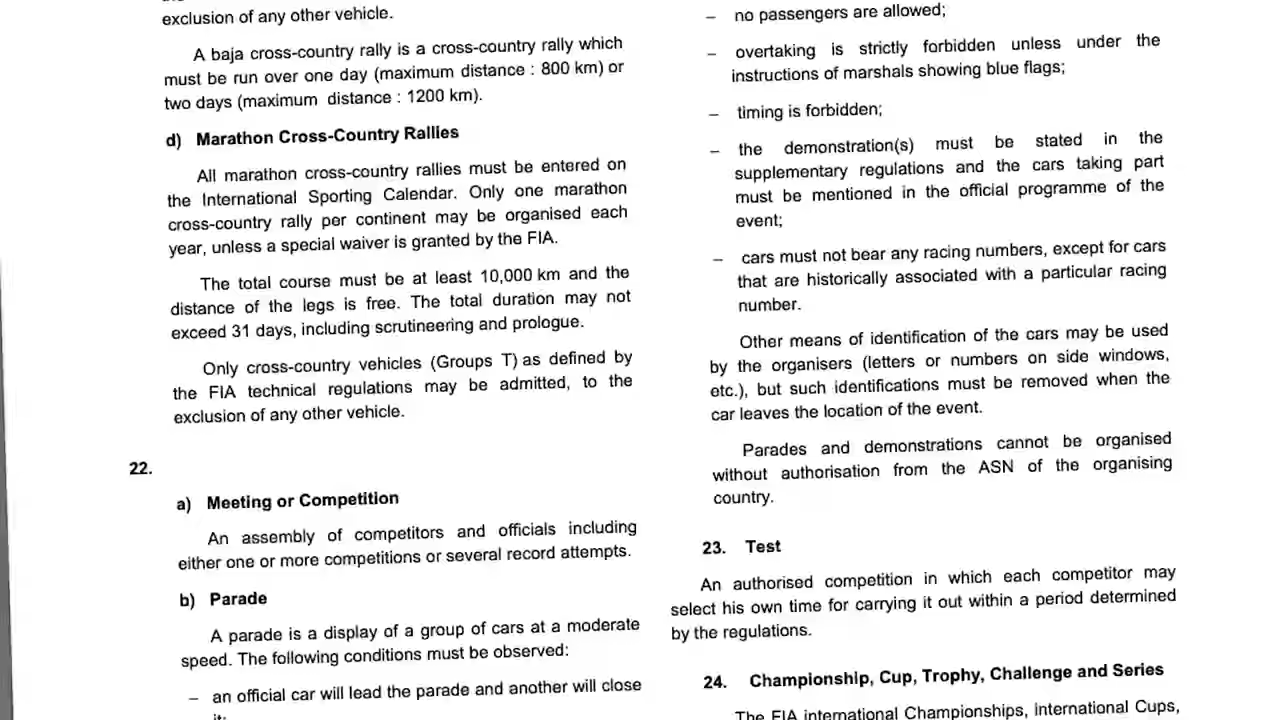 exclusion of any other vehicle.
A baja cross-country rally is a cross-country rally which
must be run over one day (maximum distance : 800 km) or
two days (maximum distance : 1200 km).
d) Marathon Cross-Country Rallies
All marathon cross-country rallies must be entered on
the International Sporting Calendar. Only one marathon
cross-country rally per continent may be organised each
year, unless a special waiver is granted by the FIA.
The total course must be at least 10,000 km and the
distance of the legs is free. The total duration may not
exceed 31 days, including scrutineering and prologue.
Only cross-country vehicles (Groups T) as defined by
the FIA technical regulations may be admitted, to the
exclusion of any other vehicle.
22.
a) Meeting or Competition
An assembly of competitors and officials including
either one or more competitions or several record attempts.
b) Parade
A parade is a display of a group of cars at a moderate
speed. The following conditions must be observed:
– an official car will lead the parade and another will close
it;
– no passengers are allowed;
– overtaking is strictly forbidden unless under the
instructions of marshals showing blue flags;
– timing is forbidden;
– the demonstration(s) must be stated in the
supplementary regulations and the cars taking part
must be mentioned in the official programme of the
event;
– cars must not bear any racing numbers, except for cars
that are historically associated with a particular racing
number.
Other means of identification of the cars may be used
by the organisers (letters or numbers on side windows,
etc.), but such identifications must be removed when the
car leaves the location of the event.
Parades and demonstrations cannot be organised
without authorisation from the ASN of the organising
country.
23. Test
An authorised competition in which each competitor may
select his own time for carrying it out within a period determined
by the regulations.
24. Championship, Cup, Trophy, Challenge and Series
The FIA international Championships, International Cups,